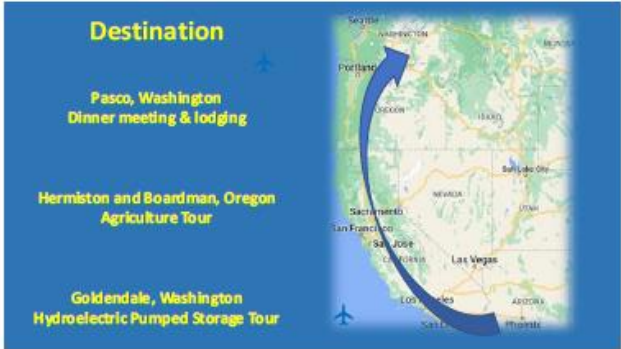 Destination
Pasco, Washington
Dinner meeting & lodging
Hermiston and Boardman, Oregon
Agriculture Tour
Goldendale, Washington
Hydroelectric Pumped Storage Tour
Seattle
WASHINGTON
Portland
OREGON
IDAHO
Salt Lake City
NEVADA
UTAH
Sacramento
San Francisco
San Jose
CALIFORNIA
Las Vegas
Los Angeles
ARIZONA
Phoenix